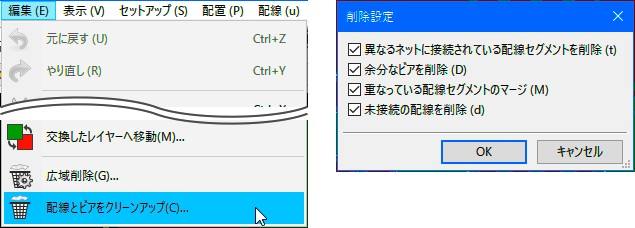 編集 (E) 表示 (V) セットアップ (S) 配置 (P) 配線 (u)
元に戻す (U) Ctrl+Z
やり直し (R) Ctrl+Y
交換したレイヤーへ移動(M)...
広域削除(G)...
配線とビアをクリーンアップ(C)...
削除設定
異なるネットに接続されている配線セグメントを削除 (t)
余分なビアを削除 (D)
重なっている配線セグメントのマージ (M)
未接続の配線を削除 (d)
OK キャンセル